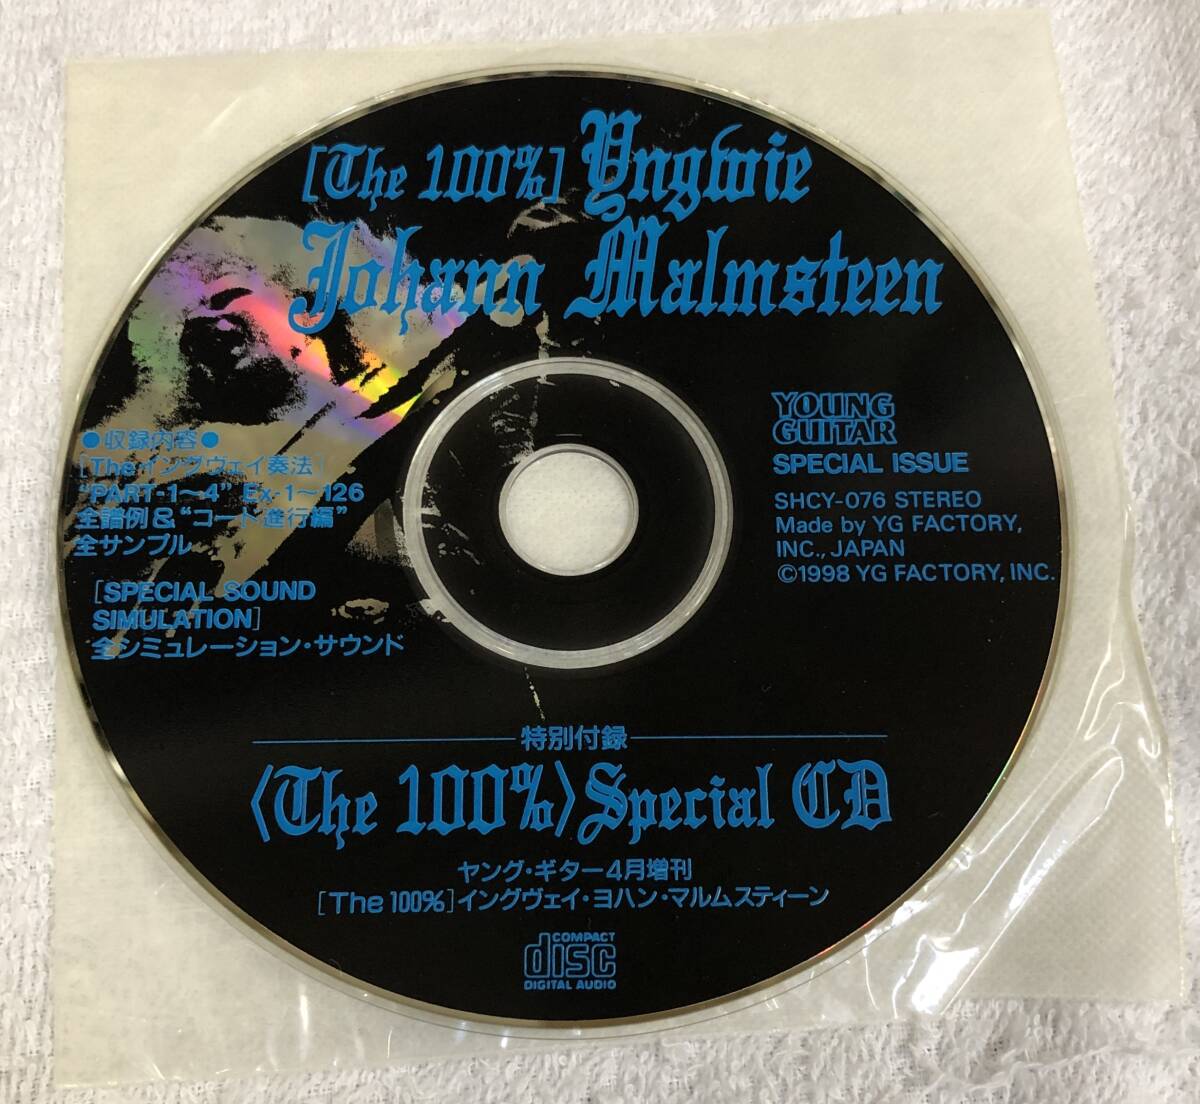 [The 100%] Yngwie
Johann Malmsteen
●収録内容●
[Theイングヴェイ奏法]
"PART-1～4" Ex-1～126
全譜例&"コード進行編"
全サンプル
[SPECIAL SOUND
SIMULATION]
全シミュレーション・サウンド
YOUNG
GUITAR
SPECIAL ISSUE
SHCY-076 STEREO
Made by YG FACTORY,
INC., JAPAN
©1998 YG FACTORY, INC.
特別付録
〈The 100%〉Special CD
ヤング・ギター4月増刊
[The 100%]イングヴェイ・ヨハン・マルムスティーン
COMPACT
disc
DIGITAL AUDIO